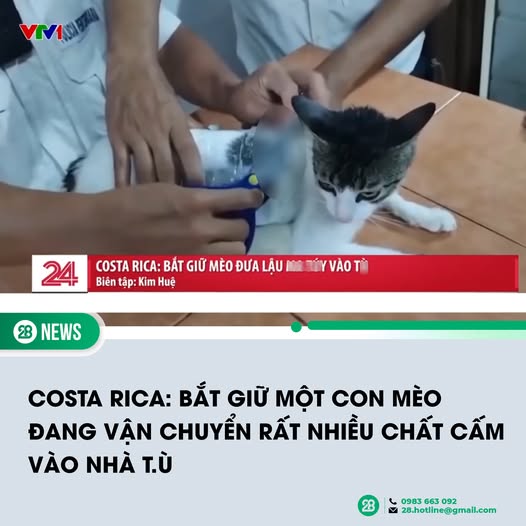 VTV1
24
COSTA RICA: BẮT GIỮ MÈO ĐƯA LẬU VÀO
Biên tập: Kim Huệ
28 NEWS
COSTA RICA: BẮT GIỮ MỘT CON MÈO
ĐANG VẬN CHUYỂN RẤT NHIỀU CHẤT CẤM
VÀO NHÀ T.Ù
28
0983 663 092
28.hotline@gmail.com